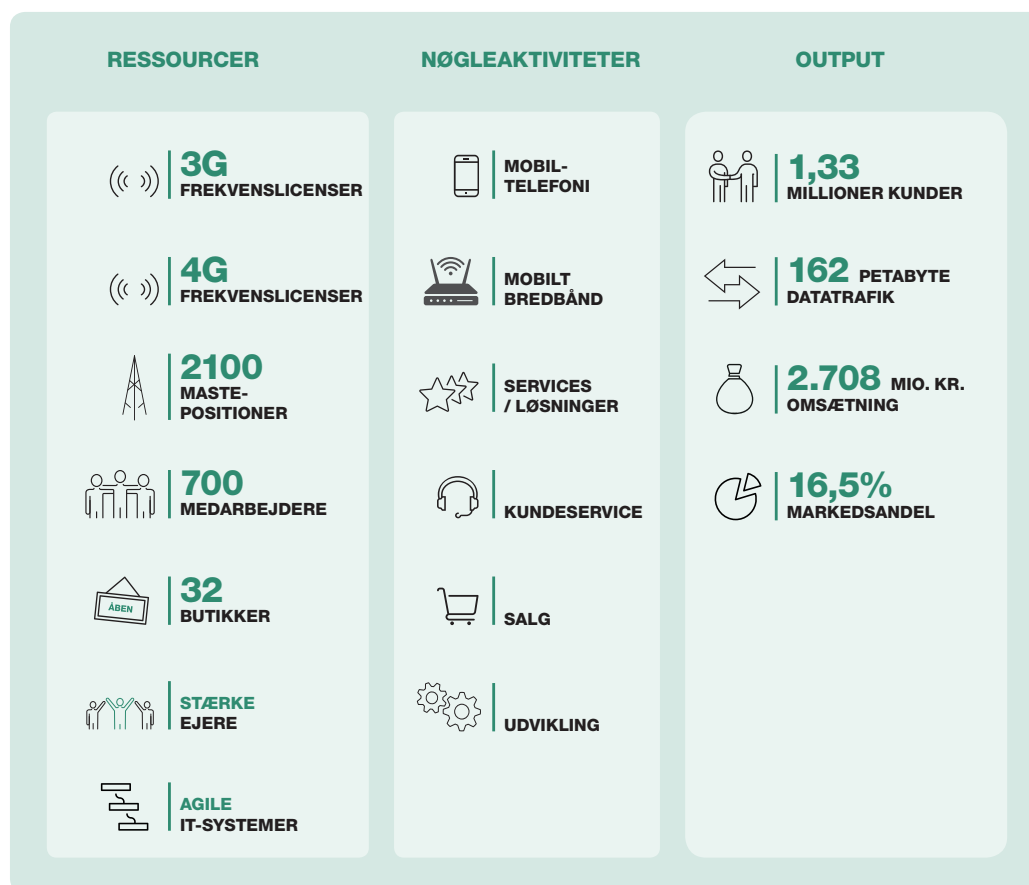 RESSOURCER
3G
FREKVENSLICENSER
4G
FREKVENSLICENSER
2100
MASTE-
POSITIONER
700
MEDARBEJDERE
ÅBEN
32
BUTIKKER
STÆRKE
EJERE
AGILE
IT-SYSTEMER
NØGLEAKTIVITETER
MOBIL-
TELEFONI
MOBILT
BREDBÅND
SERVICES
/ LØSNINGER
KUNDESERVICE
SALG
UDVIKLING
OUTPUT
1,33
MILLIONER KUNDER
162 PETABYTE
DATATRAFIK
2.708 MIO. KR.
OMSÆTNING
16,5%
MARKEDSANDEL